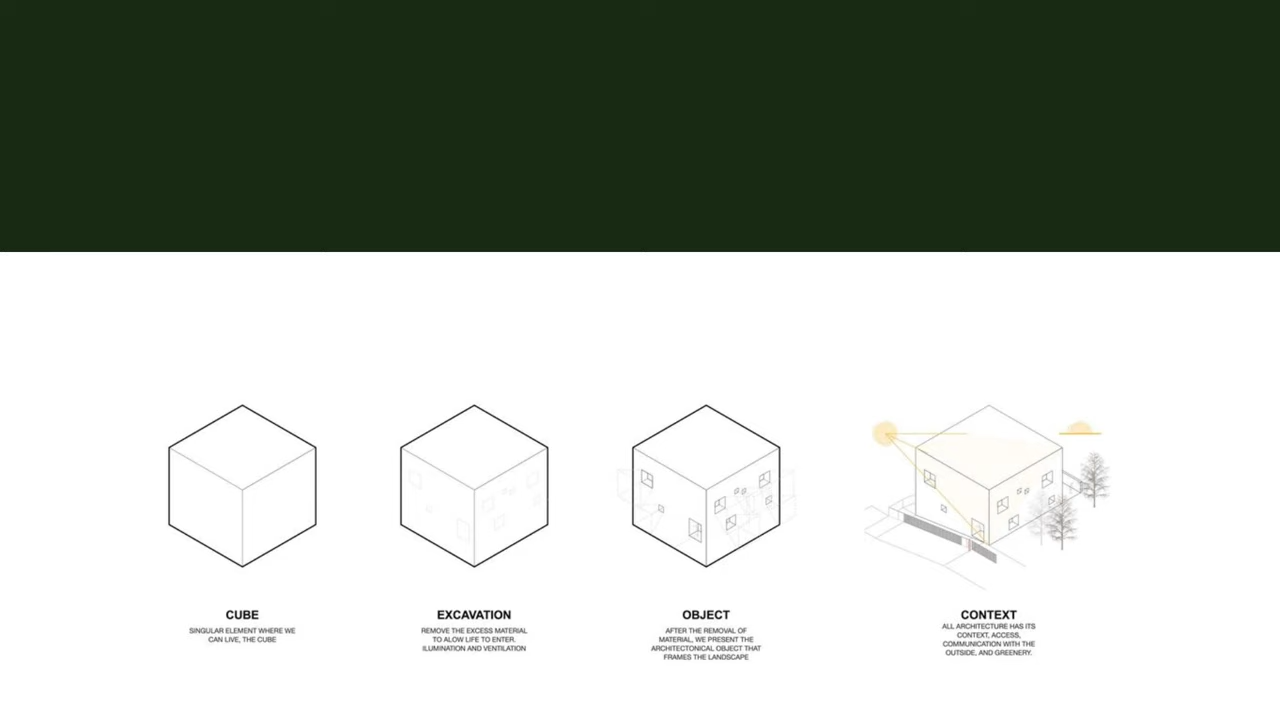 CUBE
SINGULAR ELEMENT WHERE WE
CAN LIVE, THE CUBE
EXCAVATION
REMOVE THE EXCESS MATERIAL
TO ALOW LIFE TO ENTER.
ILUMINATION AND VENTILATION
OBJECT
AFTER THE REMOVAL OF
MATERIAL, WE PRESENT THE
ARCHITECTONICAL OBJECT THAT
FRAMES THE LANDSCAPE
CONTEXT
ALL ARCHITECTURE HAS ITS
CONTEXT, ACCESS,
COMMUNICATION WITH THE
OUTSIDE, AND GREENERY.